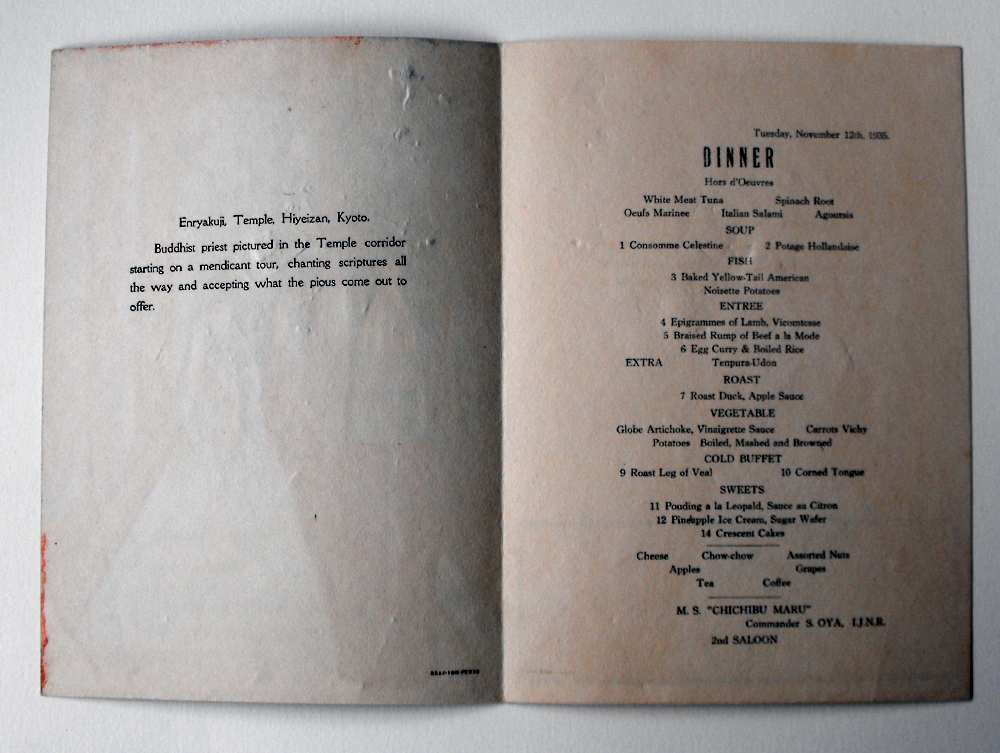 Enryakuji, Temple, Hiyeizan, Kyoto.
Buddhist priest pictured in the Temple corridor
starting on a mendicant tour, chanting scriptures all
the way and accepting what the pious come out to
offer.
Tuesday, November 12th, 1935.
DINNER
Hors d'Oeuvres
White Meat Tuna Spinach Root
Oeufs Marinee Italian Salami Agoursis
SOUP
1 Consomme Celestine 2 Potage Hollandaise
FISH
3 Baked Yellow-Tail American
Noisette Potatoes
ENTREE
4 Epigrammes of Lamb, Vicomtesse
5 Braised Rump of Beef a la Mode
6 Egg Curry & Boiled Rice
EXTRA Tenpura-Udon
ROAST
7 Roast Duck, Apple Sauce
VEGETABLE
Globe Artichoke, Vinaigrette Sauce Carrots Vichy
Potatoes Boiled, Mashed and Browned
COLD BUFFET
9 Roast Leg of Veal 10 Corned Tongue
SWEETS
11 Pouding a la Leopald, Sauce au Citron
12 Pineapple Ice Cream, Sugar Wafer
14 Crescent Cakes
Cheese Chow-chow Assorted Nuts
Apples Grapes
Tea Coffee
M. S. "CHICHIBU MARU"
Commander S. OYA, I.J.N.R.
2nd SALOON